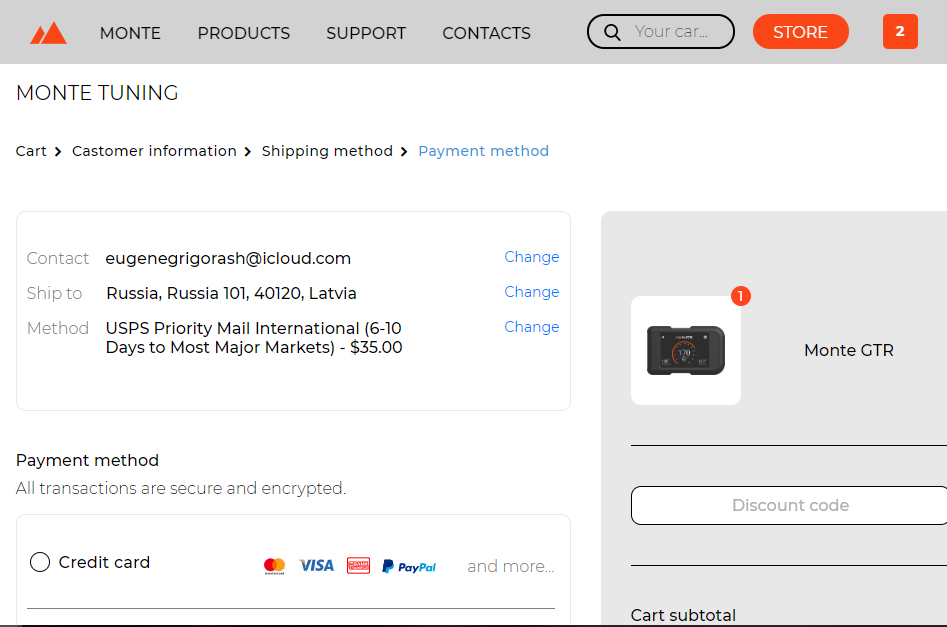 MONTE
PRODUCTS
SUPPORT
CONTACTS
Your car...
STORE
2
MONTE TUNING
Cart
Castomer information
Shipping method
Payment method
Contact eugenegrigorash@icloud.com Change
Ship to Russia, Russia 101, 40120, Latvia Change
Method USPS Priority Mail International (6-10 Change
Days to Most Major Markets) - $35.00
1
170
Monte GTR
Payment method
All transactions are secure and encrypted.
Discount code
Credit card
VISA
PayPal
and more...
Cart subtotal